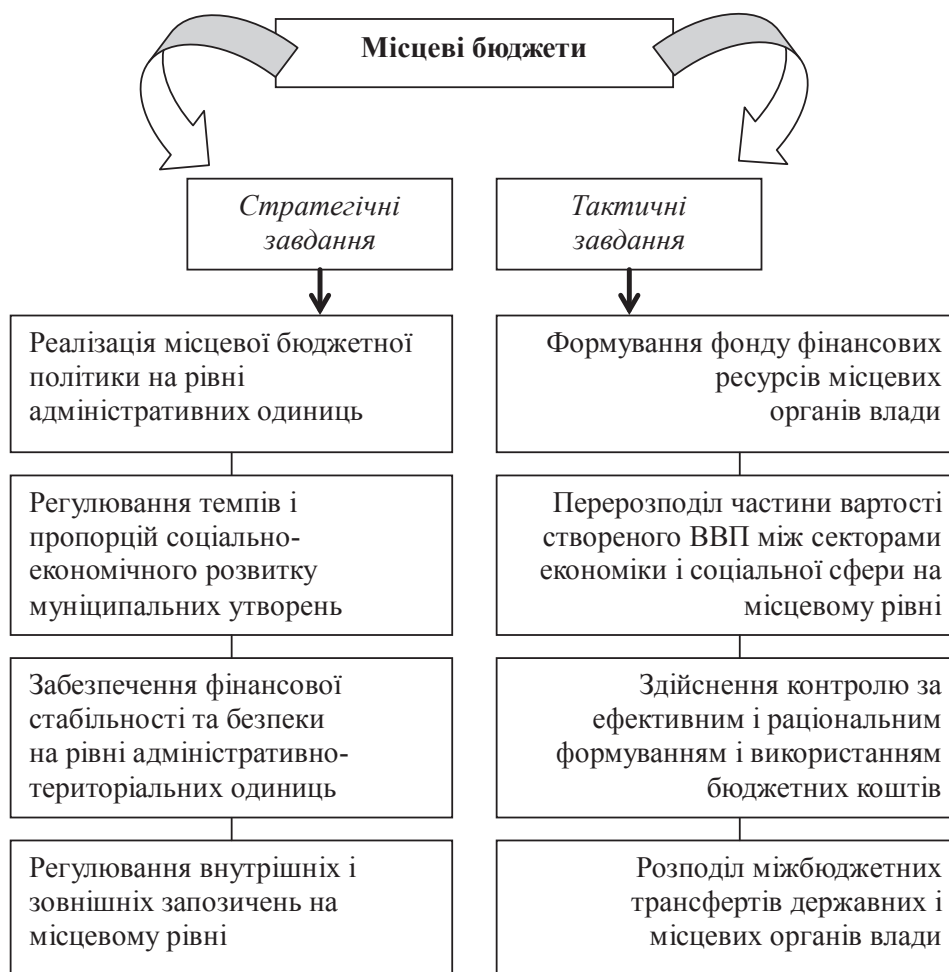 Місцеві бюджети
Стратегічні
завдання
Тактичні
завдання
Реалізація місцевої бюджетної
політики на рівні
адміністративних одиниць
Формування фонду фінансових
ресурсів місцевих
органів влади
Регулювання темпів і
пропорцій соціально-
економічного розвитку
муніципальних утворень
Перерозподіл частини вартості
створеного ВВП між секторами
економіки і соціальної сфери на
місцевому рівні
Забезпечення фінансової
стабільності та безпеки
на рівні адміністративно-
територіальних одиниць
Здійснення контролю за
ефективним і раціональним
формуванням і використанням
бюджетних коштів
Регулювання внутрішніх і
зовнішніх запозичень на
місцевому рівні
Розподіл міжбюджетних
трансфертів державних і
місцевих органів влади